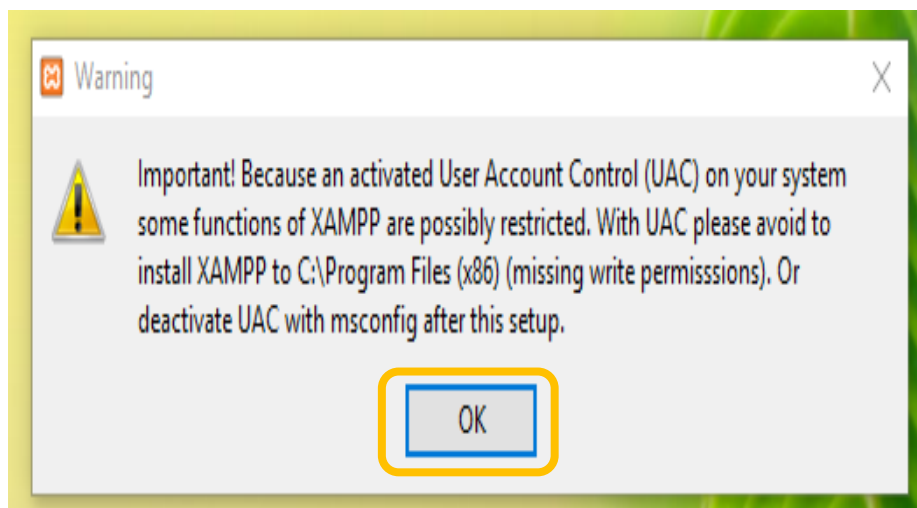 Warning
Important! Because an activated User Account Control (UAC) on your system
some functions of XAMPP are possibly restricted. With UAC please avoid to
install XAMPP to C:\Program Files (x86) (missing write permisssions). Or
deactivate UAC with msconfig after this setup.
OK